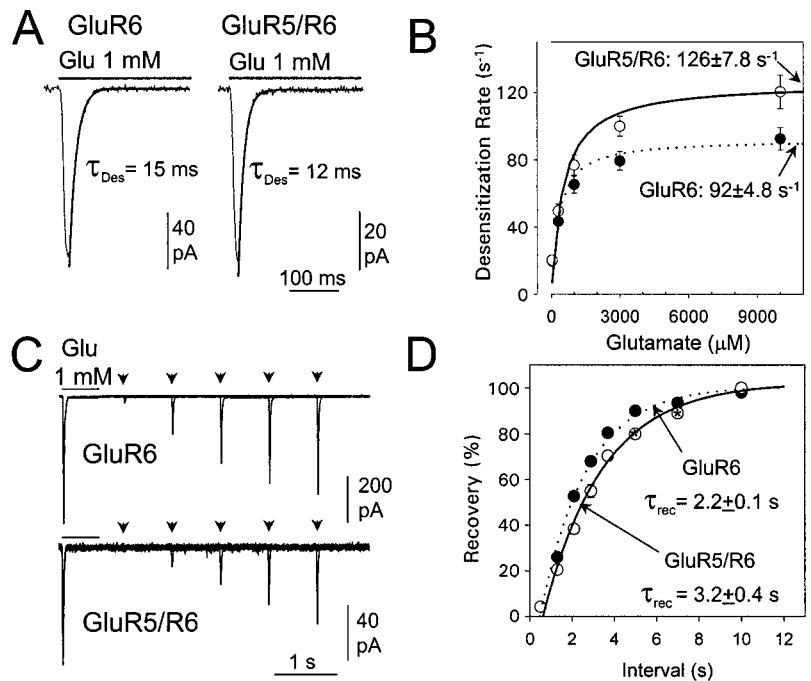 A
GluR6
Glu 1 mM
τDes= 15 ms
40
pA
GluR5/R6
Glu 1 mM
τDes= 12 ms
20
pA
100 ms
B
Desensitization Rate (s-1)
120
80
40
0
GluR5/R6: 126±7.8 s-1
GluR6: 92±4.8 s-1
0 3000 6000 9000
Glutamate (μM)
C
Glu
1 mM
GluR6
200
pA
GluR5/R6
40
pA
1 s
D
Recovery (%)
100
80
60
40
20
0
GluR6
τrec= 2.2±0.1 s
GluR5/R6
τrec= 3.2±0.4 s
0 2 4 6 8 10 12
Interval (s)